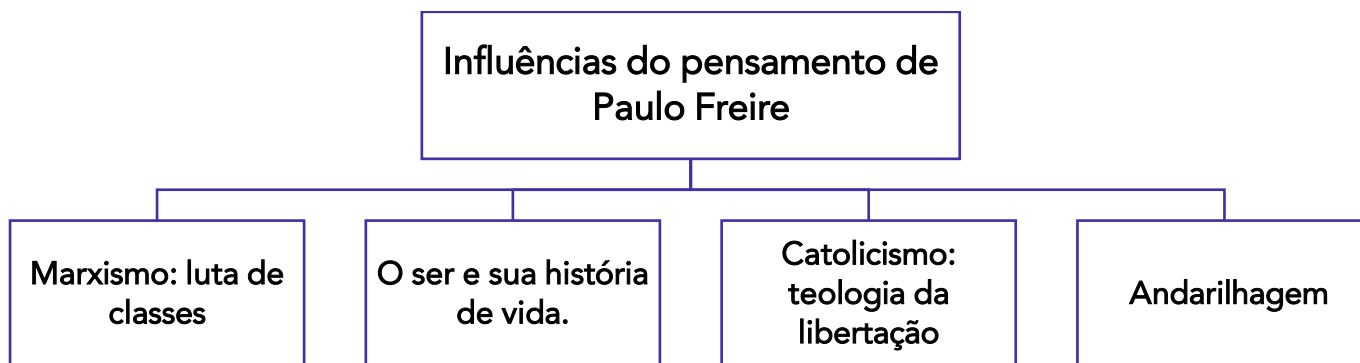 Influências do pensamento de
Paulo Freire
Marxismo: luta de
classes
O ser e sua história
de vida.
Catolicismo:
teologia da
libertação
Andarilhagem